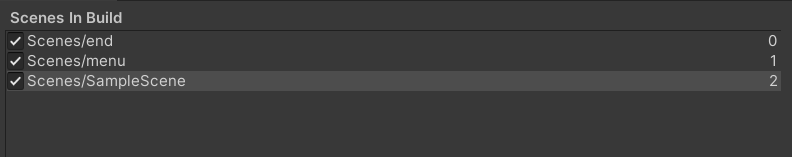 Scenes In Build
Scenes/end 0
Scenes/menu 1
Scenes/SampleScene 2